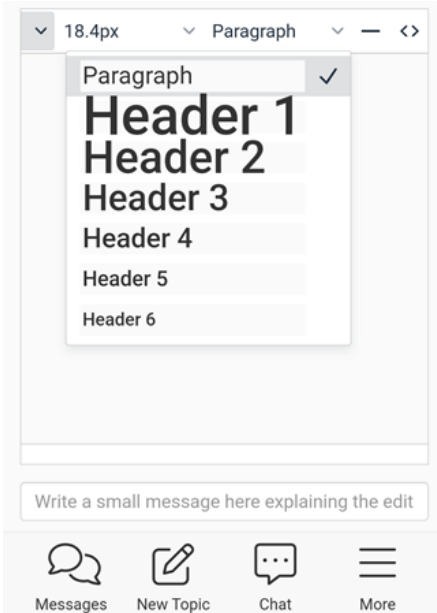 18.4px Paragraph
Paragraph
Header 1
Header 2
Header 3
Header 4
Header 5
Header 6
Write a small message here explaining the edit
Messages New Topic Chat More